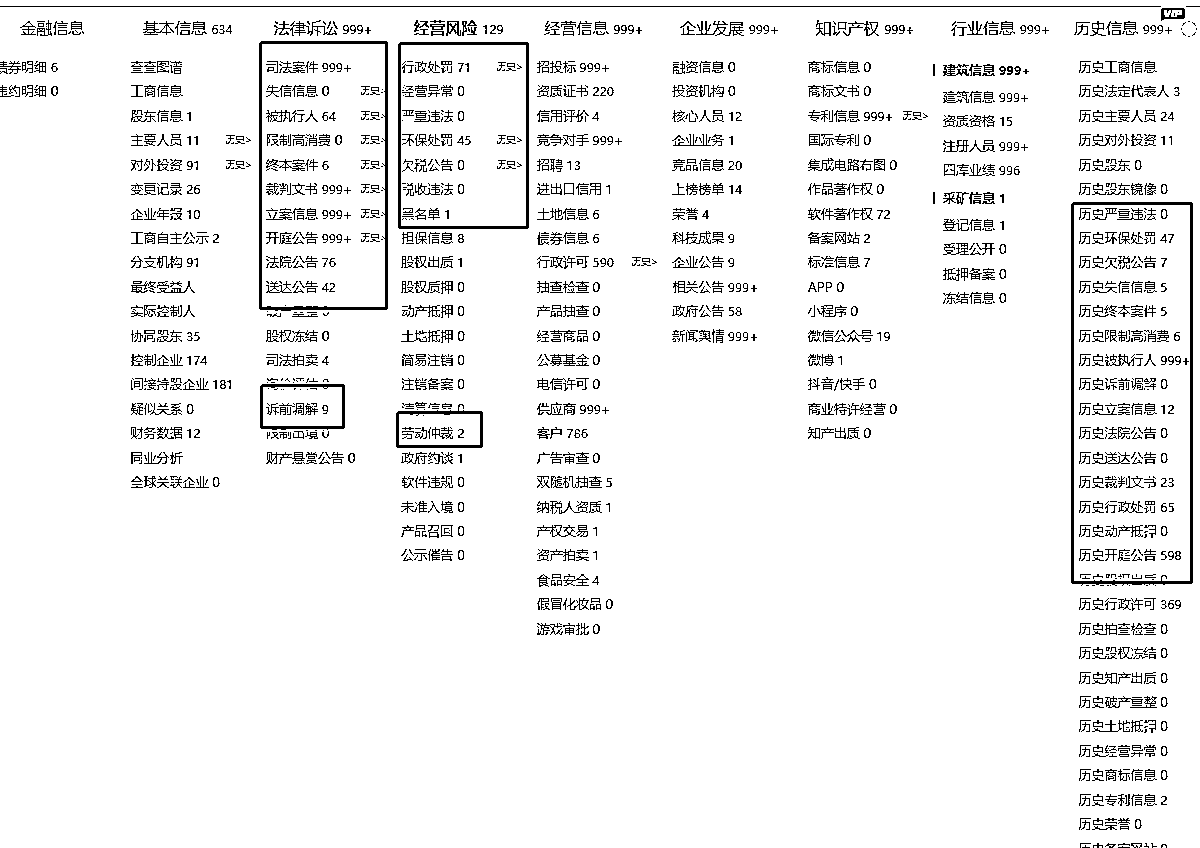 金融信息
债券明细 6
违约明细 0
基本信息 634
查查图谱
工商信息
股东信息 1
主要人员 11 历史>
对外投资 91 历史>
变更记录 26
企业年报 10
工商自主公示 2
分支机构 91
最终受益人
实际控制人
协同股东 35
控制企业 174
间接持股企业 181
疑似关系 0
财务数据 12
同业分析
全球关联企业 0
法律诉讼 999+
司法案件 999+
失信信息 0 历史>
被执行人 64 历史>
限制高消费 0 历史>
终本案件 6 历史>
裁判文书 999+ 历史>
立案信息 999+ 历史>
开庭公告 999+ 历史>
法院公告 76
送达公告 42
股权冻结 0
司法拍卖 4
询价评估 0
诉前调解 9
限制出境 0
财产悬赏公告 0
经营风险 129
行政处罚 71 历史>
经营异常 0
严重违法 0
环保处罚 45 历史>
欠税公告 0 历史>
税收违法 0
黑名单 1
担保信息 8
股权出质 1
股权质押 0
动产抵押 0
土地抵押 0
简易注销 0
注销备案 0
清算信息 0
劳动仲裁 2
政府约谈 1
软件违规 0
未准入境 0
产品召回 0
公示催告 0
经营信息 999+
招投标 999+
资质证书 220
信用评价 4
竞争对手 999+
招聘 13
进出口信用 1
土地信息 6
债券信息 6
行政许可 590 历史>
抽查检查 0
产品抽查 0
经营商品 0
公募基金 0
电信许可 0
供应商 999+
客户 786
广告审查 0
双随机抽查 5
纳税人资质 1
产权交易 1
资产拍卖 1
食品安全 4
假冒化妆品 0
游戏审批 0
企业发展 999+
融资信息 0
投资机构 0
核心人员 12
企业业务 1
竞品信息 20
上榜榜单 14
荣誉 4
科技成果 9
企业公告 9
相关公告 999+
政府公告 58
新闻舆情 999+
知识产权 999+
商标信息 0
商标文书 0
专利信息 999+ 历史>
国际专利 0
集成电路布图 0
作品著作权 0
软件著作权 72
备案网站 2
标准信息 7
APP 0
小程序 0
微信公众号 19
微博 1
抖音/快手 0
商业特许经营 0
知产出质 0
行业信息 999+
建筑信息 999+
建筑信息 999+
资质资格 15
注册人员 999+
四库业绩 996
采矿信息 1
登记信息 1
受理公开 0
抵押备案 0
冻结信息 0
VIP
历史信息 999+
历史工商信息
历史法定代表人 3
历史主要人员 24
历史对外投资 11
历史股东 0
历史股东镜像 0
历史严重违法 0
历史环保处罚 47
历史欠税公告 7
历史失信信息 5
历史终本案件 5
历史限制高消费 6
历史被执行人 999+
历史诉前调解 0
历史立案信息 12
历史法院公告 0
历史送达公告 0
历史裁判文书 23
历史行政处罚 65
历史动产抵押 0
历史开庭公告 598
历史股权出质 0
历史行政许可 369
历史抽查检查 0
历史股权冻结 0
历史知产出质 0
历史破产重整 0
历史土地抵押 0
历史经营异常 0
历史商标信息 0
历史专利信息 2
历史荣誉 0
历史备案网站 0